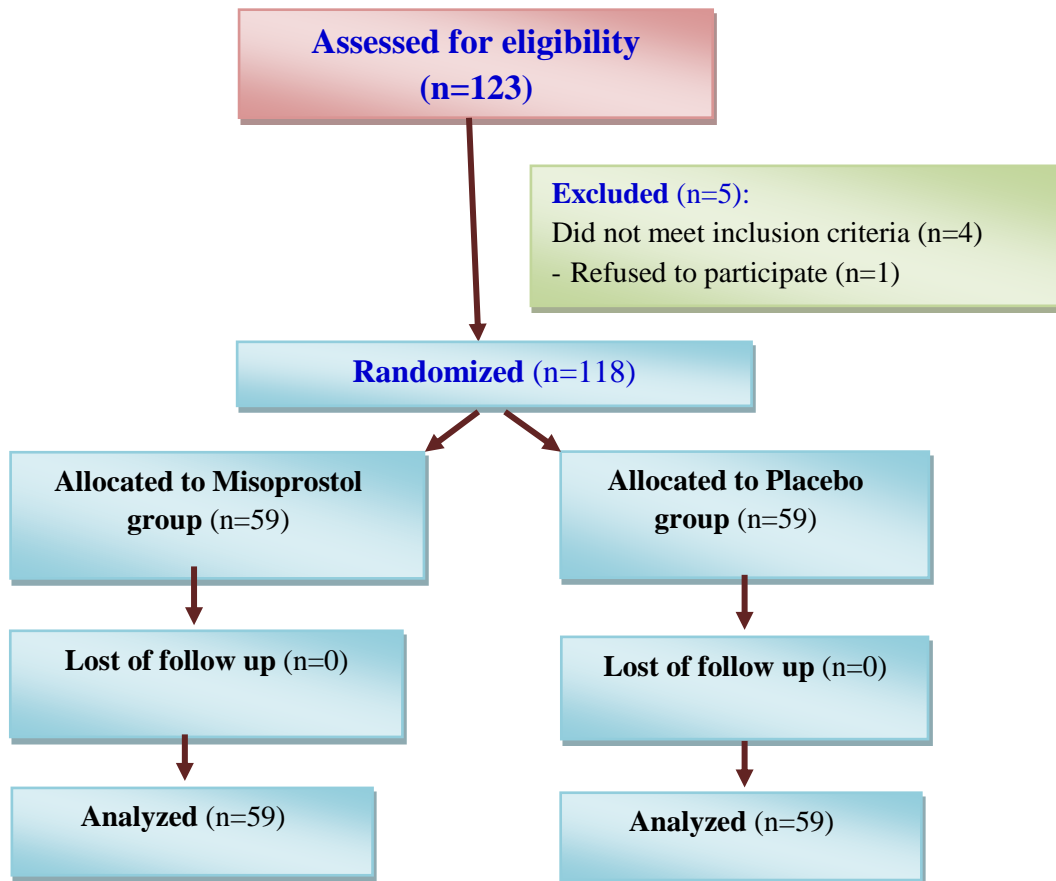 Assessed for eligibility
(n=123)
Excluded (n=5):
Did not meet inclusion criteria (n=4)
- Refused to participate (n=1)
Randomized (n=118)
Allocated to Misoprostol
group (n=59)
Allocated to Placebo
group (n=59)
Lost of follow up (n=0)
Lost of follow up (n=0)
Analyzed (n=59)
Analyzed (n=59)